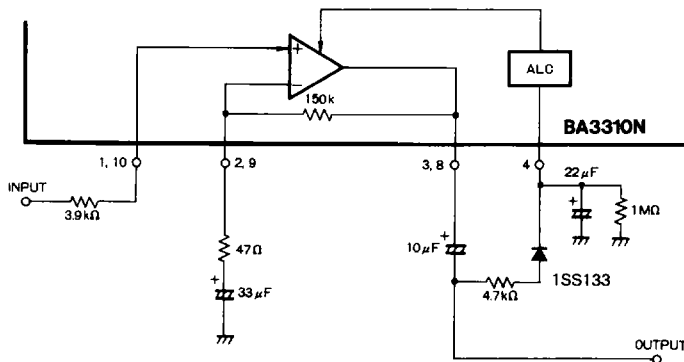 +
−
ALC
150k
BA3310N
1, 10
2, 9
3, 8
4
INPUT
3.9kΩ
22μF
+
1MΩ
47Ω
+
10μF
1SS133
+
33μF
4.7kΩ
OUTPUT